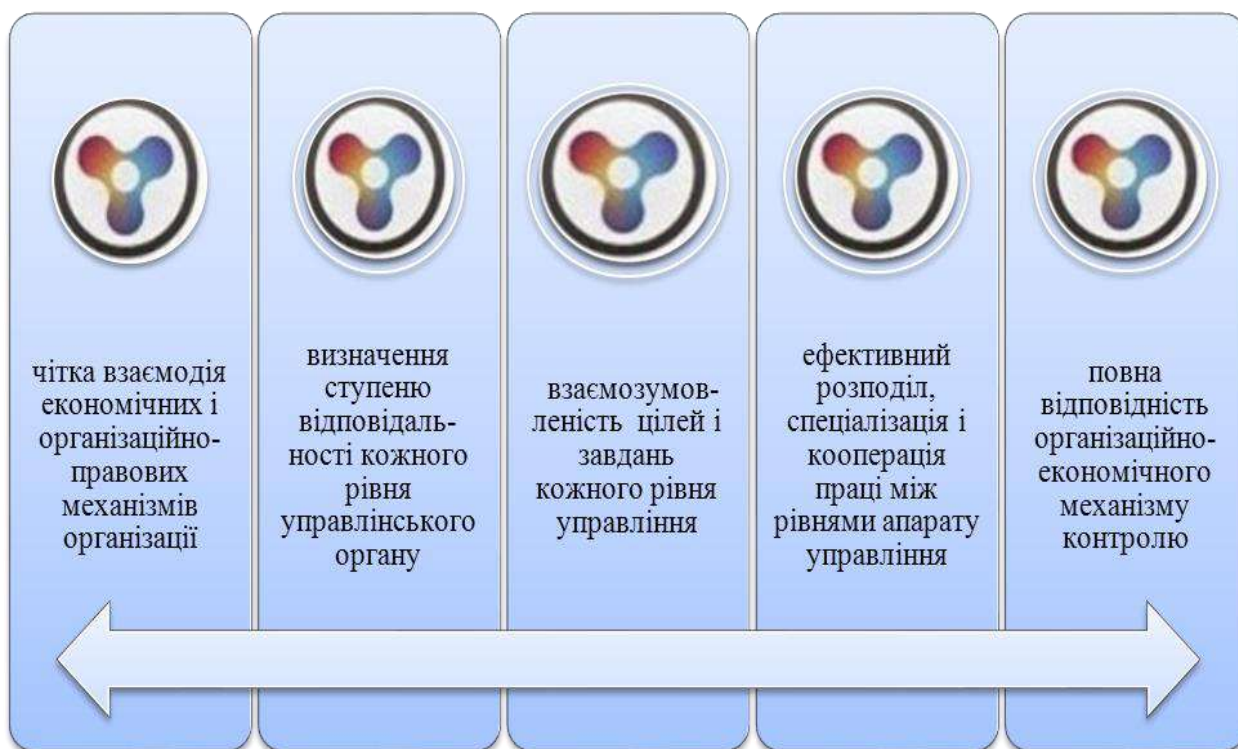 чітка взаємодія
економічних і
організаційно-
правових
механізмів
організації
визначення
ступеню
відповідаль-
ності кожного
рівня
управлінського
органу
взаємозумов-
леність цілей і
завдань
кожного рівня
управління
ефективний
розподіл,
спеціалізація і
кооперація
праці між
рівнями апарату
управління
повна
відповідність
організаційно-
економічного
механізму
контролю